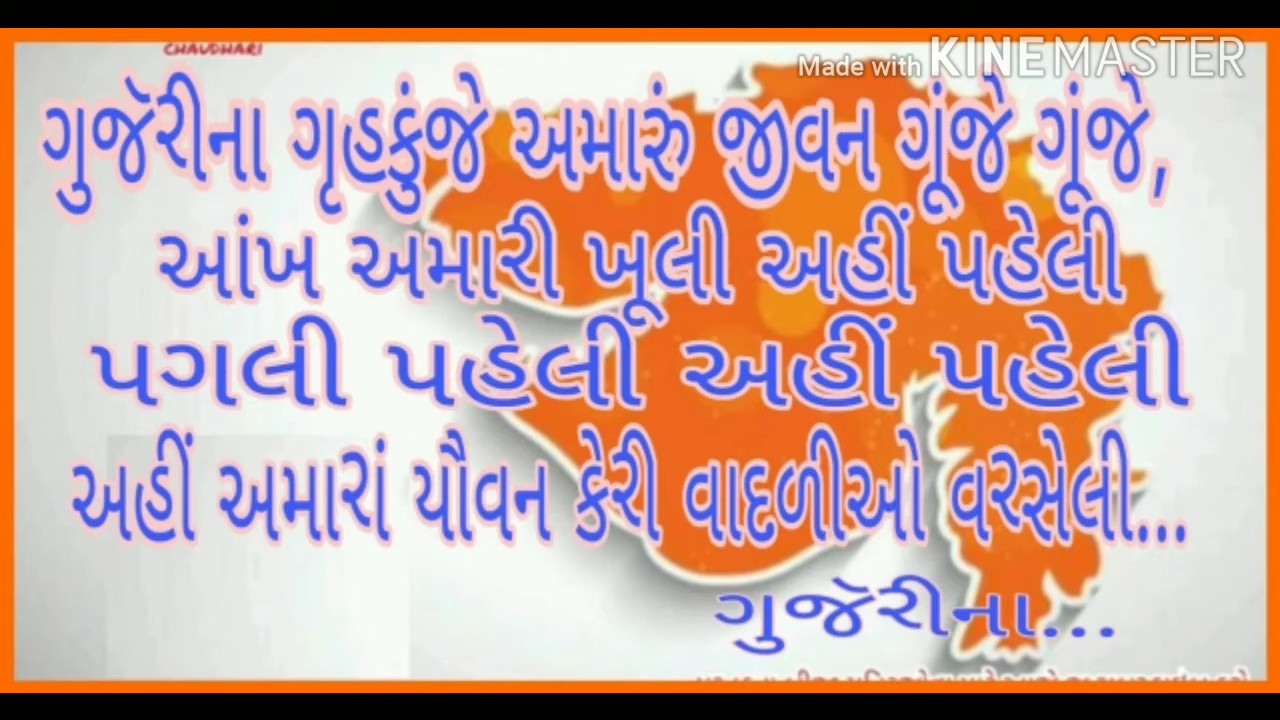 CHAUDHARI
Made with KINEMASTER
ગુર્જરીના ગૃહકુંજે અમારું જીવન ગૂંજે ગૂંજે,
આંખ અમારી ખૂલી અહીં પહેલી
પગલી પહેલી અહીં પહેલી
અહીં અમારાં યૌવન કેરી વાદળીઓ વરસેલી...
ગુર્જરીના...